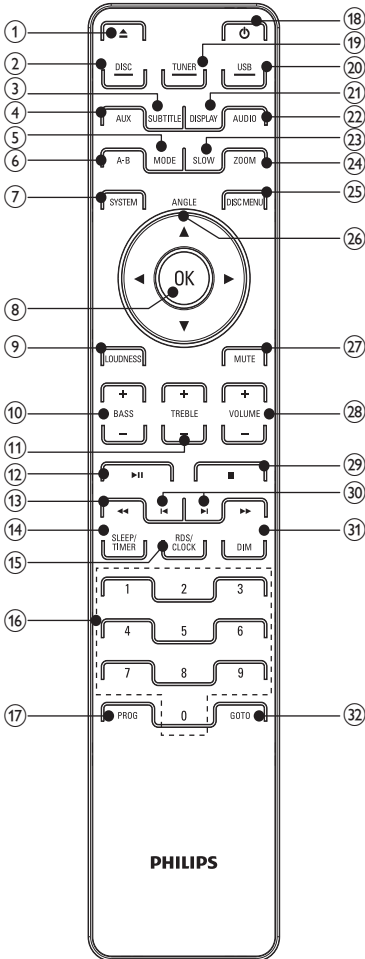 1 18
2 DISC TUNER USB 19
20
3 21
4 AUX SUBTITLE DISPLAY AUDIO 22
5 23
6 A-B MODE SLOW ZOOM 24
25
7 SYSTEM ANGLE DISC MENU
26
8 OK
9 LOUDNESS MUTE 27
+ + +
10 BASS TREBLE VOLUME 28
- - -
11
12 29
13 30
14 SLEEP/TIMER RDS/CLOCK DIM 31
15
1 2 3
16 4 5 6
7 8 9
17 PROG 0 GOTO 32
PHILIPS